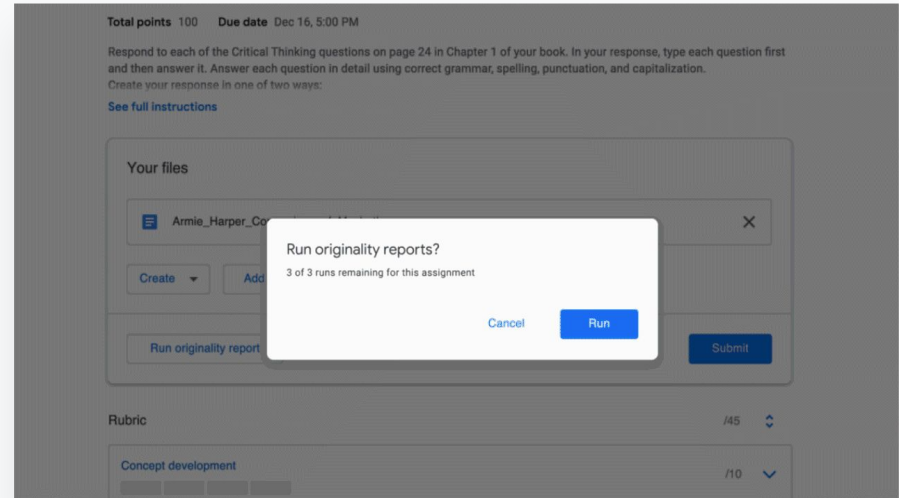 Total points 100 Due date Dec 16, 5:00 PM
Respond to each of the Critical Thinking questions on page 24 in Chapter 1 of your book. In your response, type each question first
and then answer it. Answer each question in detail using correct grammar, spelling, punctuation, and capitalization.
Create your response in one of two ways:
See full instructions
Your files
Armie_Harper_Co
Run originality reports?
3 of 3 runs remaining for this assignment
Create
Add
Cancel
Run
Run originality report
Submit
Rubric
/45
Concept development
/10